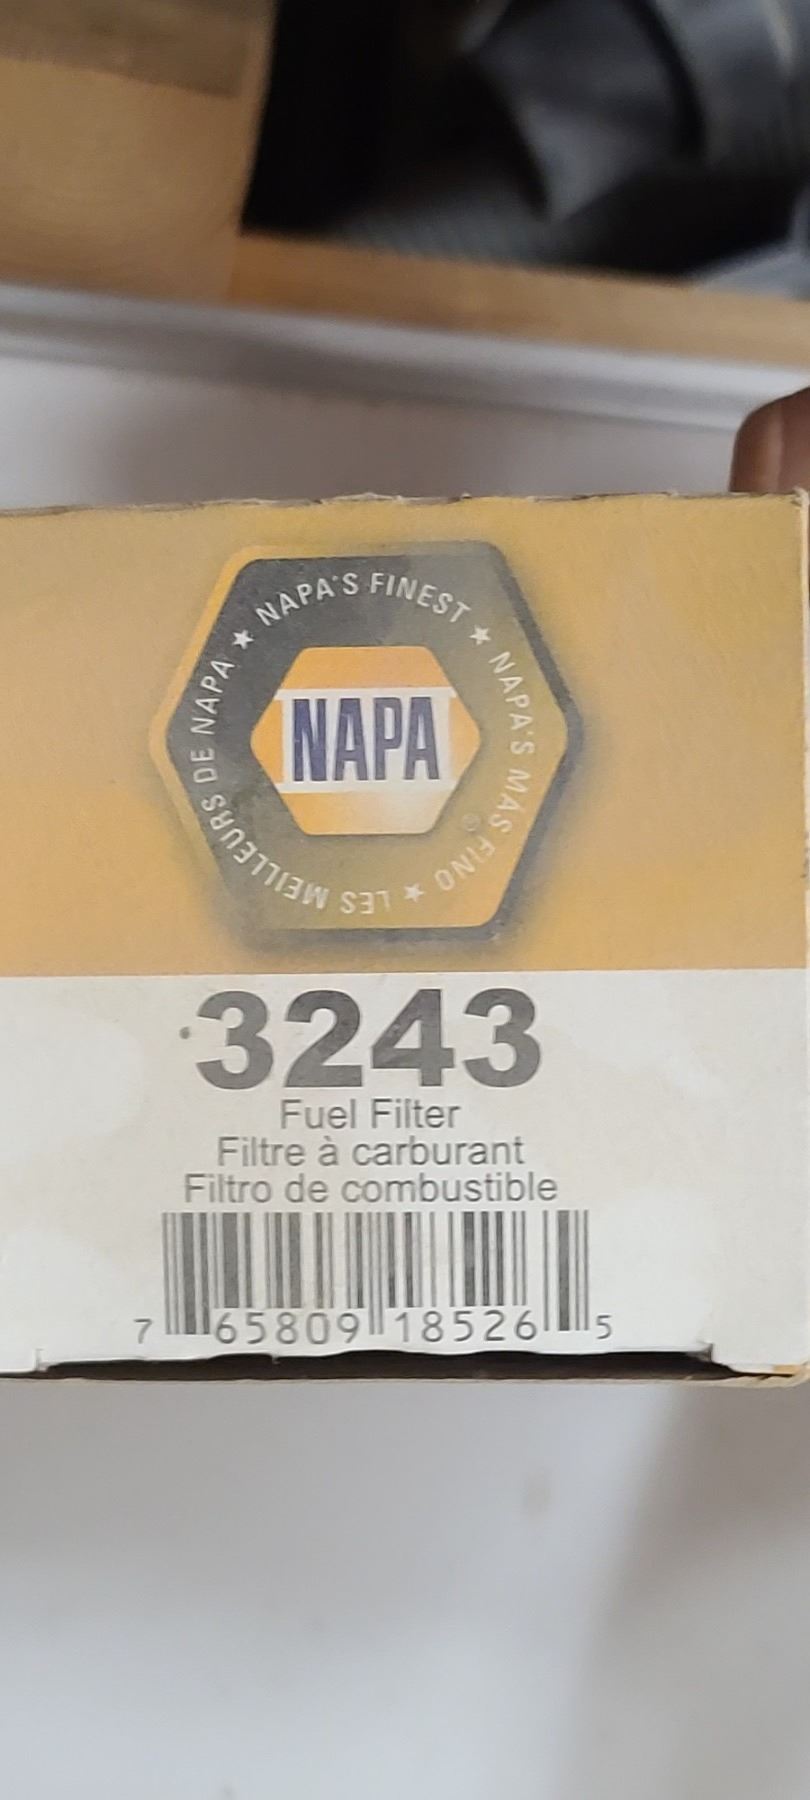 NAPA'S FINEST ★ NAPA'S MÁS FINO ★ LES MEILLEURS DE NAPA ★
NAPA
®
3243
Fuel Filter
Filtre à carburant
Filtro de combustible
7 65809 18526 5